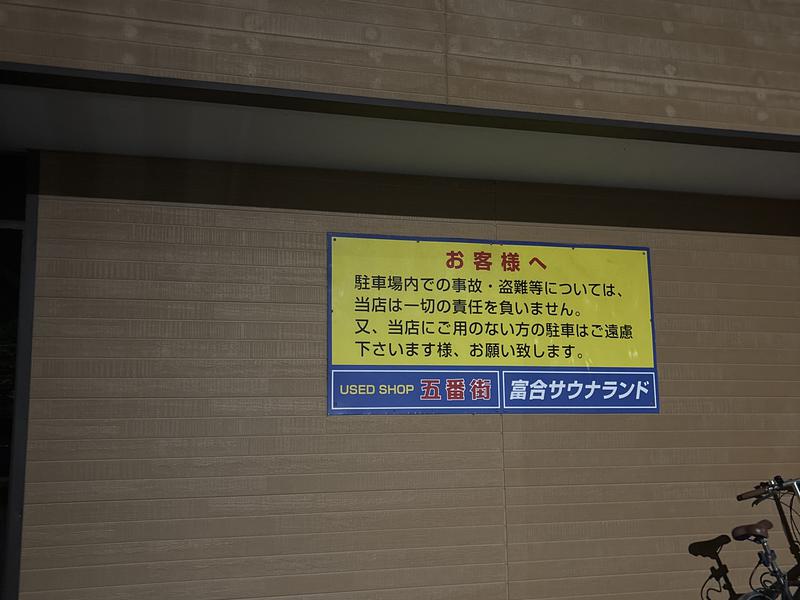 お客様へ
駐車場内での事故・盗難等については、
当店は一切の責任を負いません。
又、当店にご用のない方の駐車はご遠慮
下さいます様、お願い致します。
USED SHOP 五番街 富合サウナランド